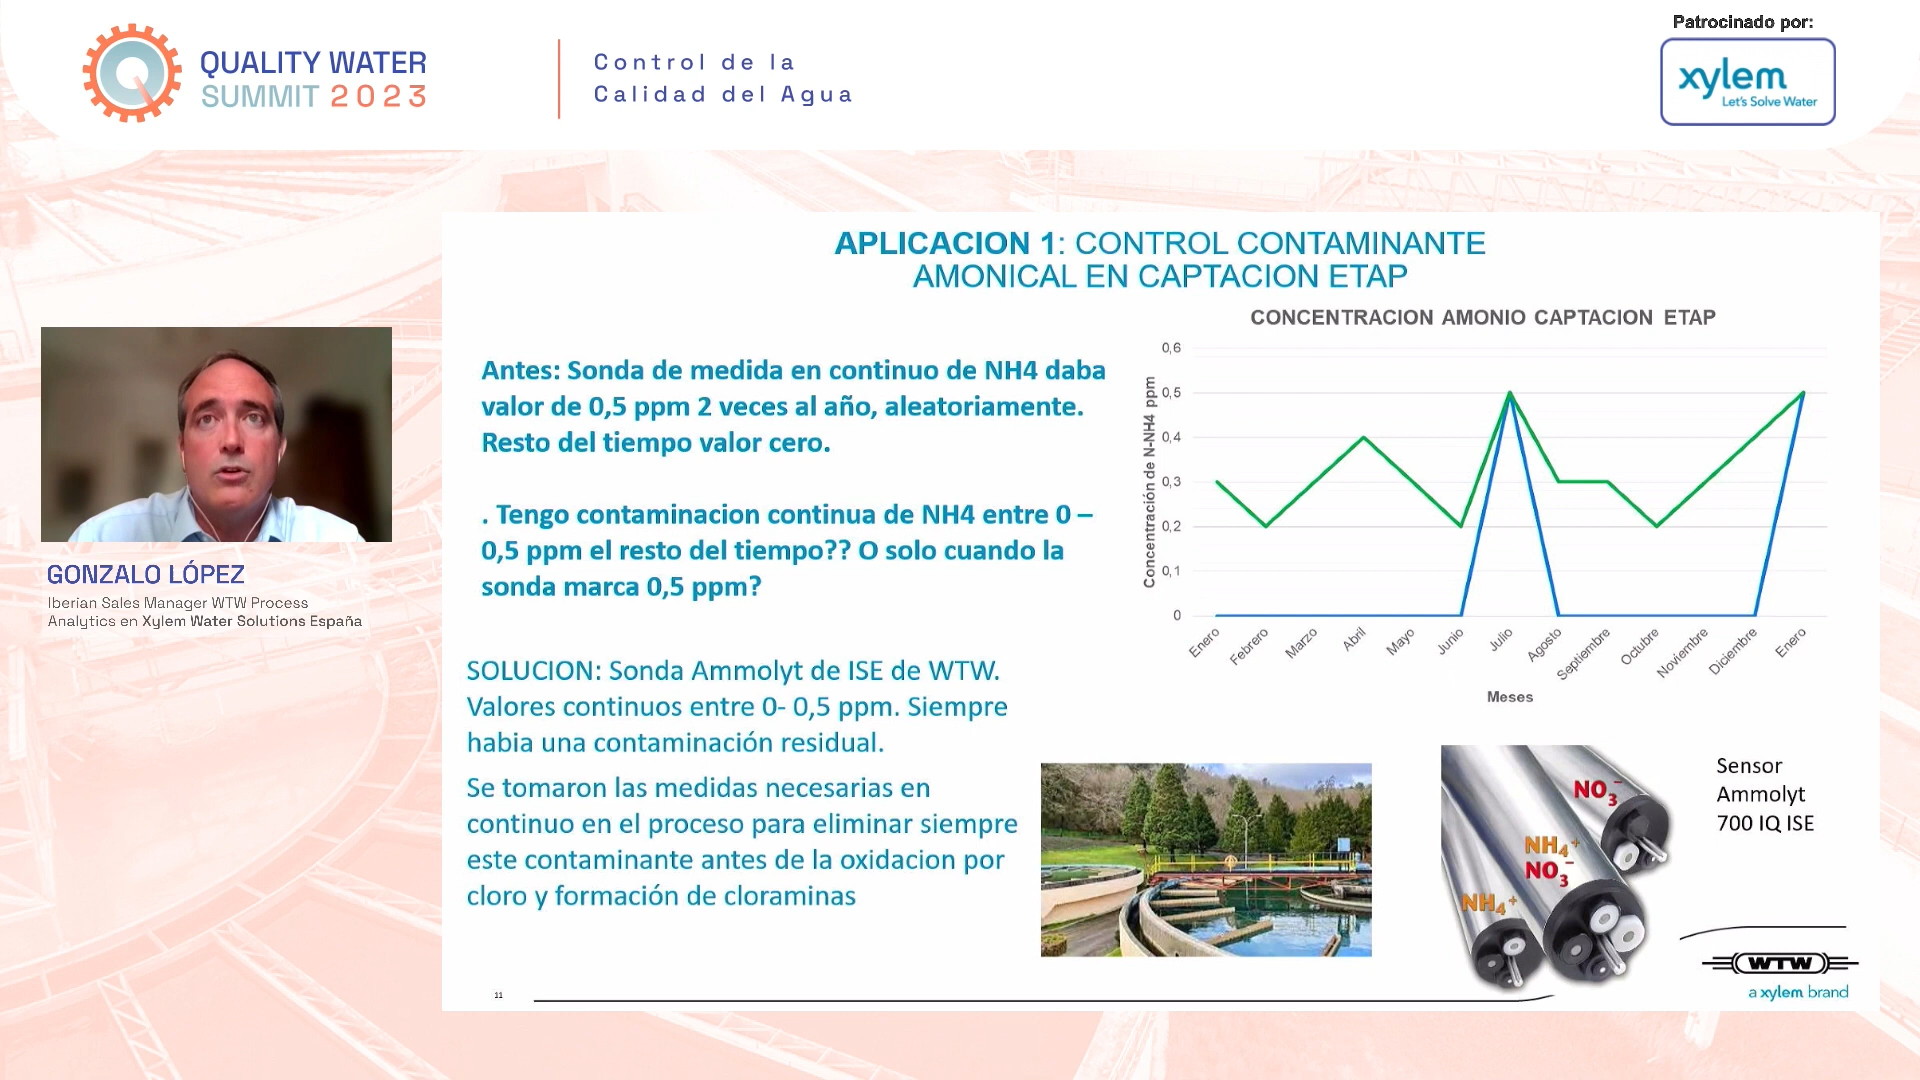 Patrocinado por:
QUALITY WATER
SUMMIT 2023
Control de la
Calidad del Agua
xylem
Let's Solve Water
APLICACION 1: CONTROL CONTAMINANTE
AMONICAL EN CAPTACION ETAP
Antes: Sonda de medida en continuo de NH4 daba
valor de 0,5 ppm 2 veces al año, aleatoriamente.
Resto del tiempo valor cero.
. Tengo contaminacion continua de NH4 entre 0 –
0,5 ppm el resto del tiempo?? O solo cuando la
sonda marca 0,5 ppm?
SOLUCION: Sonda Ammolyt de ISE de WTW.
Valores continuos entre 0- 0,5 ppm. Siempre
habia una contaminación residual.
Se tomaron las medidas necesarias en
continuo en el proceso para eliminar siempre
este contaminante antes de la oxidacion por
cloro y formación de cloraminas
CONCENTRACION AMONIO CAPTACION ETAP
Concentración de N-NH4 ppm
0,6
0,5
0,4
0,3
0,2
0,1
0
Enero
Febrero
Marzo
Abril
Mayo
Junio
Julio
Agosto
Septiembre
Octubre
Noviembre
Diciembre
Enero
Meses
GONZALO LÓPEZ
Iberian Sales Manager WTW Process
Analytics en Xylem Water Solutions España
NO3-
NH4+
NO3-
NH4+
Sensor
Ammolyt
700 IQ ISE
WTW
a xylem brand
11